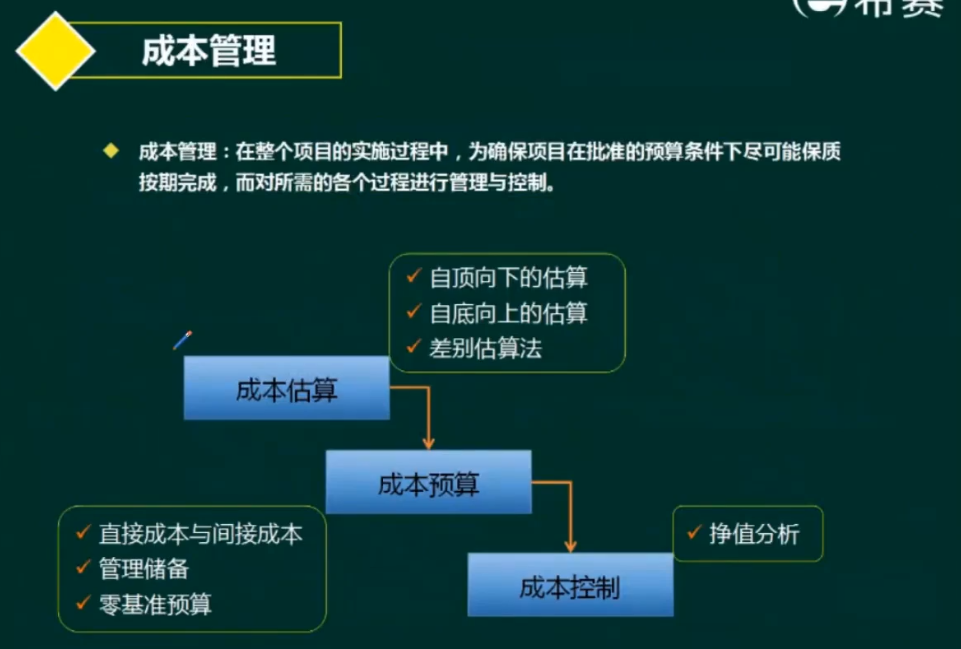 布赛
成本管理
成本管理：在整个项目的实施过程中，为确保项目在批准的预算条件下尽可能保质
按期完成，而对所需的各个过程进行管理与控制。
自顶向下的估算
自底向上的估算
差别估算法
成本估算
成本预算
直接成本与间接成本
管理储备
零基准预算
挣值分析
成本控制